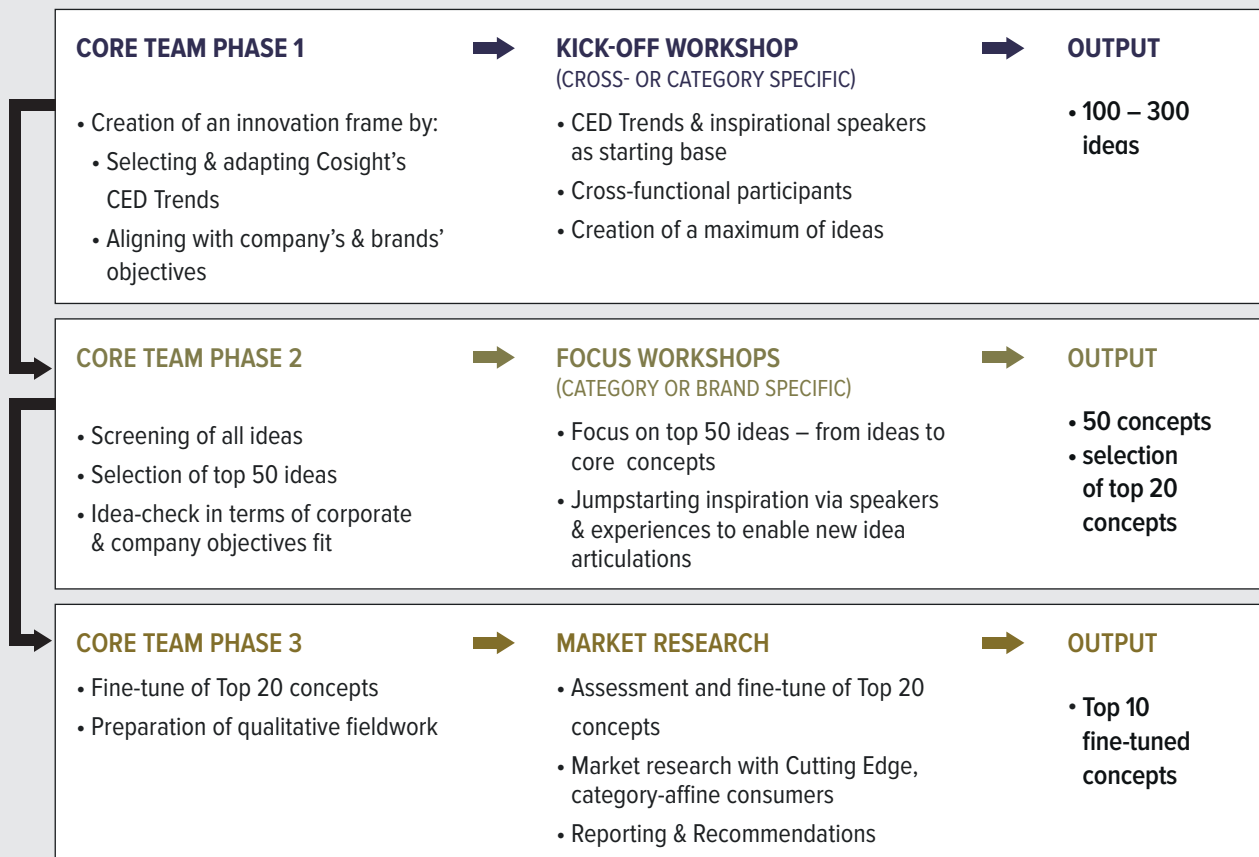 CORE TEAM PHASE 1
• Creation of an innovation frame by:
• Selecting & adapting Cosight’s
CED Trends
• Aligning with company’s & brands’
objectives
KICK-OFF WORKSHOP
(CROSS- OR CATEGORY SPECIFIC)
• CED Trends & inspirational speakers
as starting base
• Cross-functional participants
• Creation of a maximum of ideas
OUTPUT
• 100 – 300
ideas
CORE TEAM PHASE 2
• Screening of all ideas
• Selection of top 50 ideas
• Idea-check in terms of corporate
& company objectives fit
FOCUS WORKSHOPS
(CATEGORY OR BRAND SPECIFIC)
• Focus on top 50 ideas – from ideas to
core concepts
• Jumpstarting inspiration via speakers
& experiences to enable new idea
articulations
OUTPUT
• 50 concepts
• selection
of top 20
concepts
CORE TEAM PHASE 3
• Fine-tune of Top 20 concepts
• Preparation of qualitative fieldwork
MARKET RESEARCH
• Assessment and fine-tune of Top 20
concepts
• Market research with Cutting Edge,
category-affine consumers
• Reporting & Recommendations
OUTPUT
• Top 10
fine-tuned
concepts